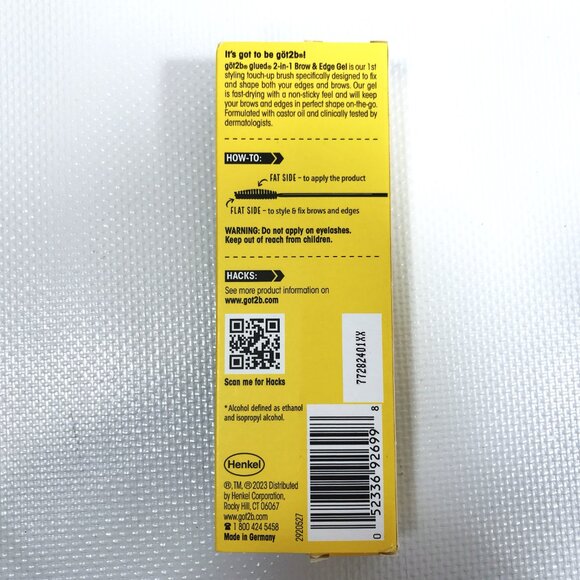 It's got to be göt2b®!
göt2b® glued® 2-in-1 Brow & Edge Gel is our 1st
styling touch-up brush specifically designed to fix
and shape both your edges and brows. Our gel
is fast-drying with a non-sticky feel and will keep
your brows and edges in perfect shape on-the-go.
Formulated with castor oil and clinically tested by
dermatologists.
HOW-TO:
FAT SIDE – to apply the product
FLAT SIDE – to style & fix brows and edges
WARNING: Do not apply on eyelashes.
Keep out of reach from children.
HACKS:
See more product information on
www.got2b.com
Scan me for Hacks
77282401XX
*Alcohol defined as ethanol
and isopropyl alcohol.
Henkel
®,™, ℗ 2023 Distributed
by Henkel Corporation,
Rocky Hill, CT 06067
www.got2b.com
☎ 1 800 424 5458
Made in Germany
2920527
0 52336 92699 8